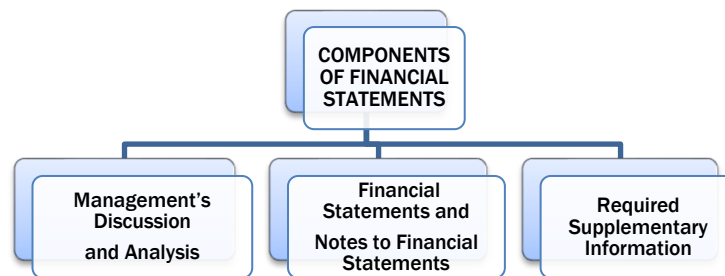 COMPONENTS
OF FINANCIAL
STATEMENTS
Management’s
Discussion
and Analysis
Financial
Statements and
Notes to Financial
Statements
Required
Supplementary
Information